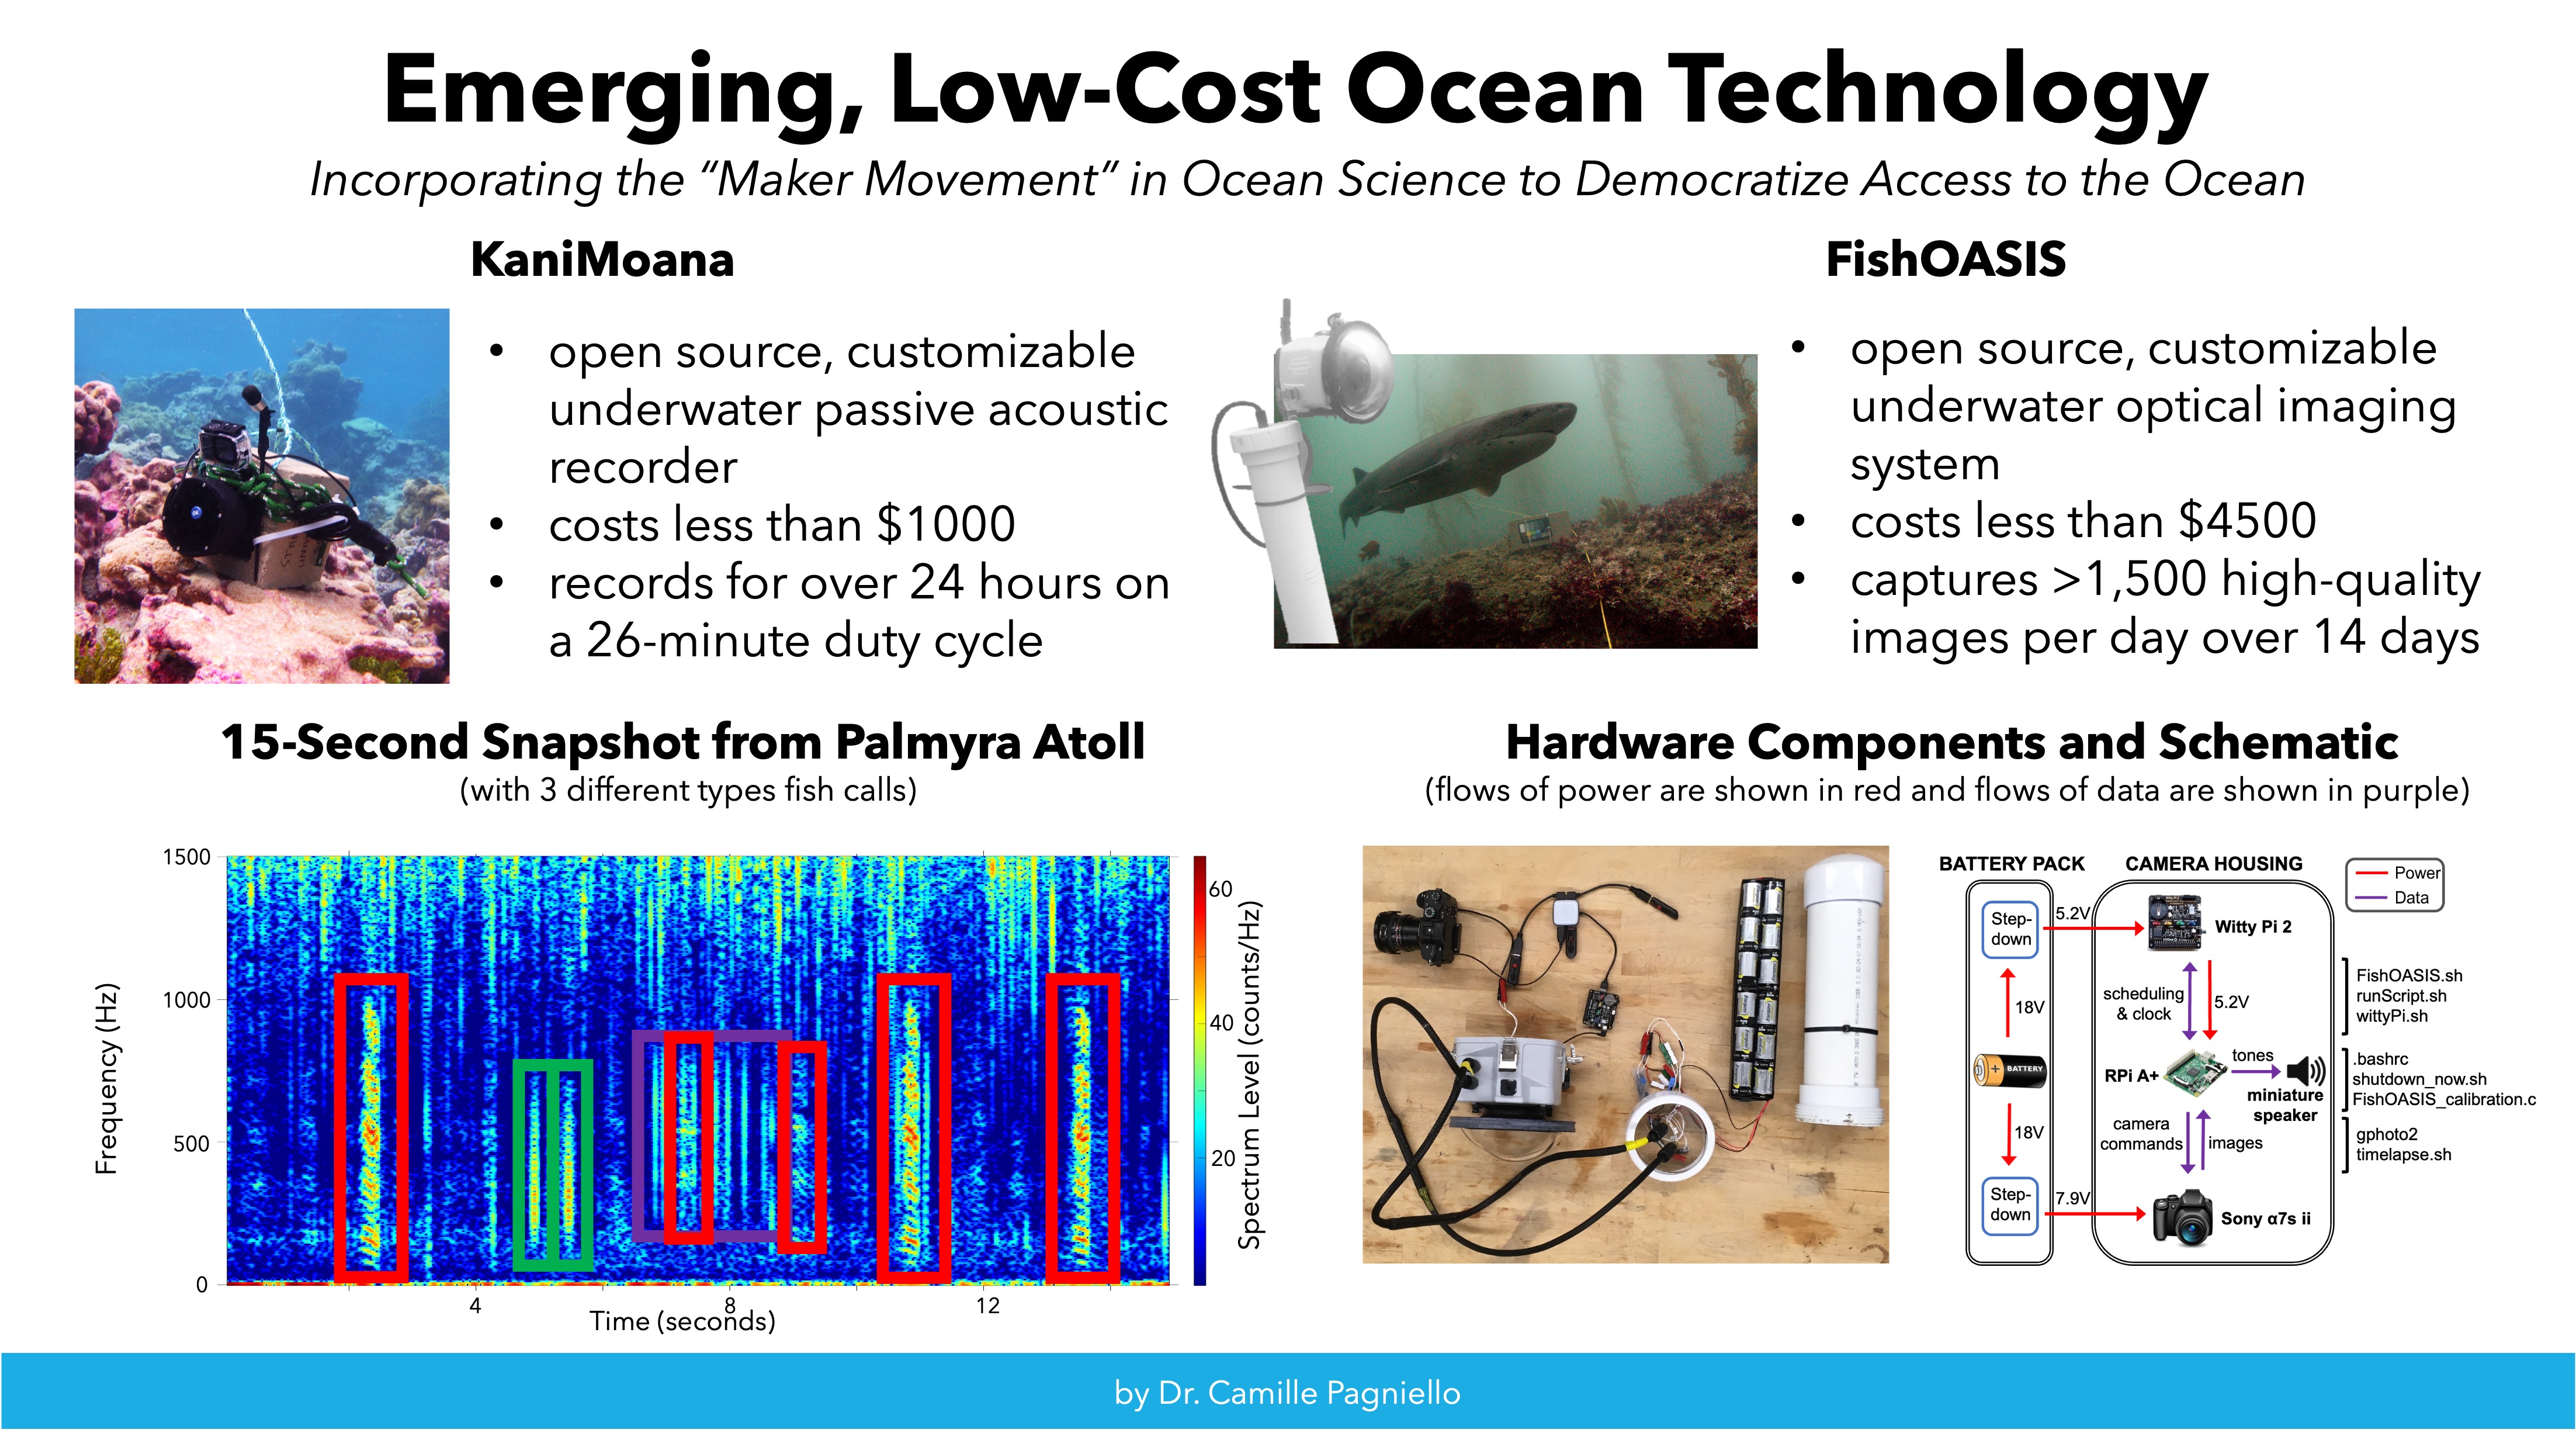 Emerging, Low-Cost Ocean Technology
Incorporating the “Maker Movement” in Ocean Science to Democratize Access to the Ocean
KaniMoana
• open source, customizable
underwater passive acoustic
recorder
• costs less than $1000
• records for over 24 hours on
a 26-minute duty cycle
FishOASIS
• open source, customizable
underwater optical imaging
system
• costs less than $4500
• captures >1,500 high-quality
images per day over 14 days
15-Second Snapshot from Palmyra Atoll
(with 3 different types fish calls)
Frequency (Hz)
1500
1000
500
0
4
8
12
Time (seconds)
60
40
20
Spectrum Level (counts/Hz)
Hardware Components and Schematic
(flows of power are shown in red and flows of data are shown in purple)
BATTERY PACK
CAMERA HOUSING
Power
Data
Step-
down
5.2V
Witty Pi 2
18V
scheduling
& clock
5.2V
FishOASIS.sh
runScript.sh
wittyPi.sh
+ BATTERY
RPi A+
tones
miniature
speaker
.bashrc
shutdown_now.sh
FishOASIS_calibration.c
18V
camera
commands
images
gphoto2
timelapse.sh
Step-
down
7.9V
Sony α7s ii
by Dr. Camille Pagniello